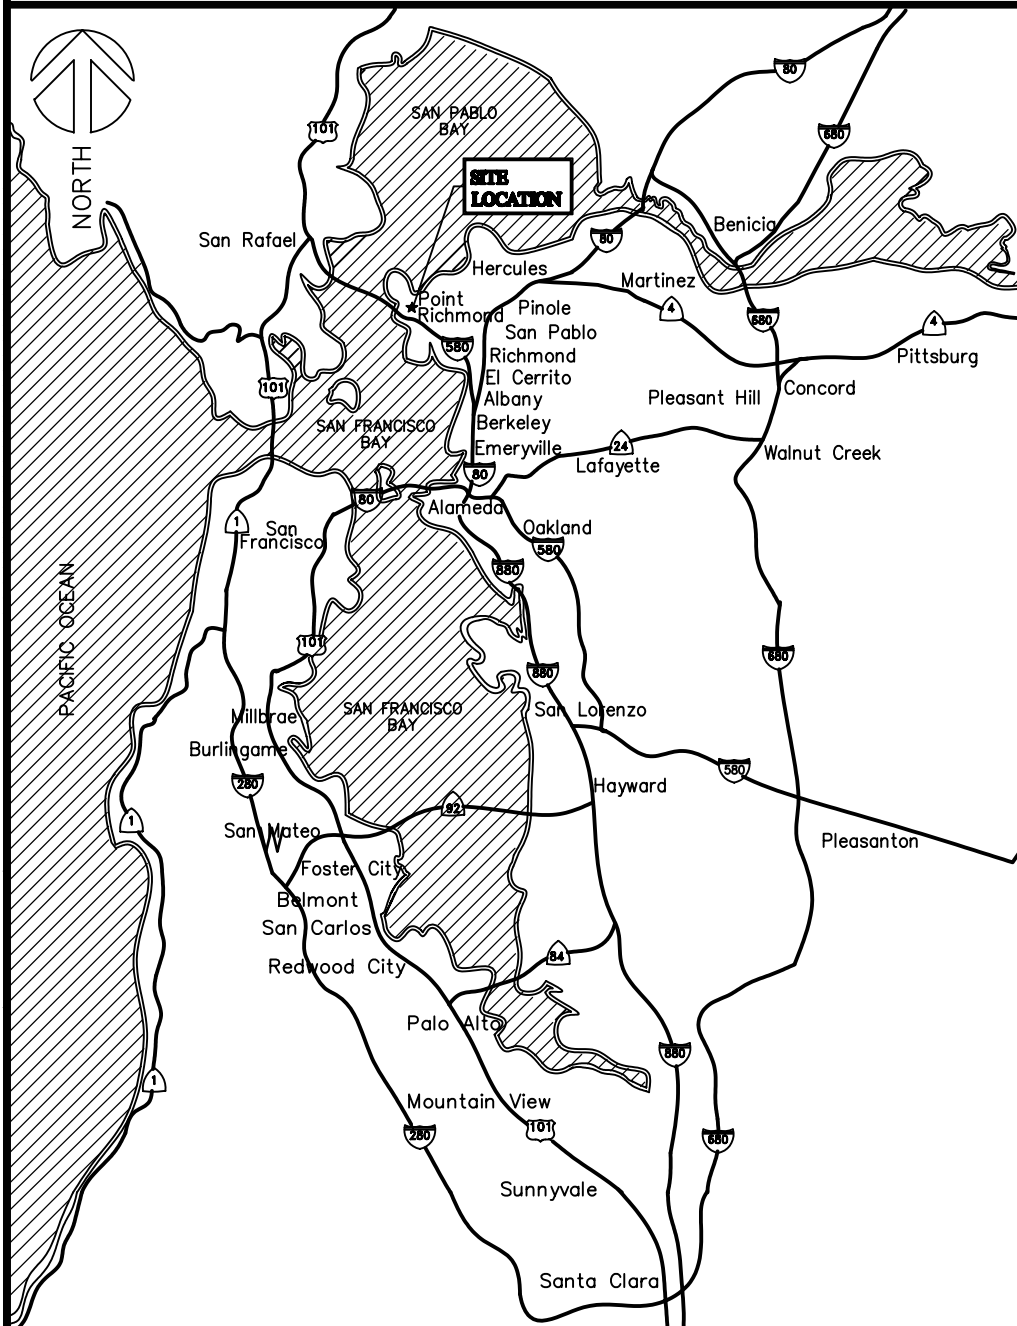 80
101
SAN PABLO
BAY
680
NORTH
SITE
LOCATION
San Rafael
80
Benicia
Hercules
Martinez
Point
Richmond
Pinole
4
680
4
San Pablo
580
Richmond
Pittsburg
El Cerrito
101
Albany
Pleasant Hill
Concord
SAN FRANCISCO
BAY
Berkeley
Emeryville
24
Lafayette
Walnut Creek
80
80
Alameda
1
San
Francisco
Oakland
580
880
PACIFIC OCEAN
101
680
880
Millbrae
SAN FRANCISCO
BAY
San Lorenzo
Burlingame
280
580
Hayward
1
92
San Mateo
Pleasanton
Foster City
Belmont
San Carlos
84
Redwood City
Palo Alto
880
1
Mountain View
280
101
680
Sunnyvale
Santa Clara